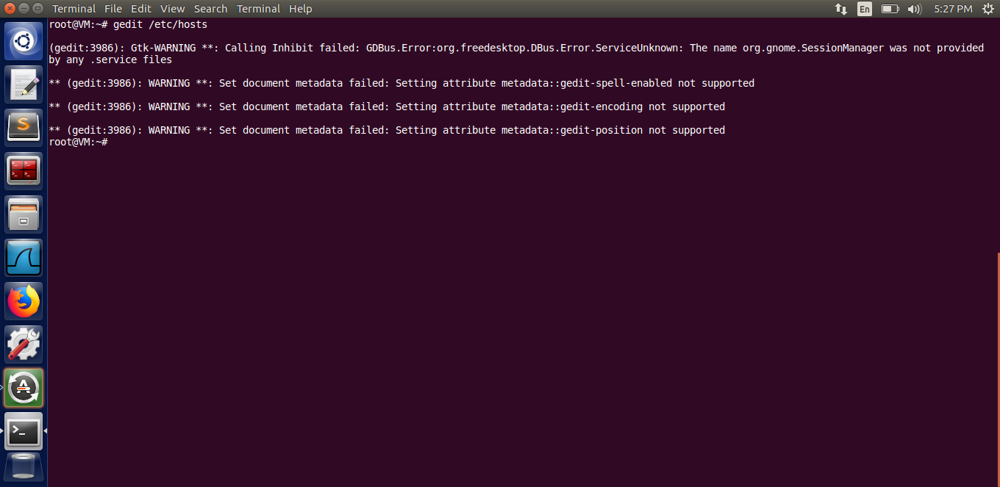 Terminal File Edit View Search Terminal Help En 5:27 PM
root@VM:~# gedit /etc/hosts
(gedit:3986): Gtk-WARNING **: Calling Inhibit failed: GDBus.Error:org.freedesktop.DBus.Error.ServiceUnknown: The name org.gnome.SessionManager was not provided
by any .service files
** (gedit:3986): WARNING **: Set document metadata failed: Setting attribute metadata::gedit-spell-enabled not supported
** (gedit:3986): WARNING **: Set document metadata failed: Setting attribute metadata::gedit-encoding not supported
** (gedit:3986): WARNING **: Set document metadata failed: Setting attribute metadata::gedit-position not supported
root@VM:~#